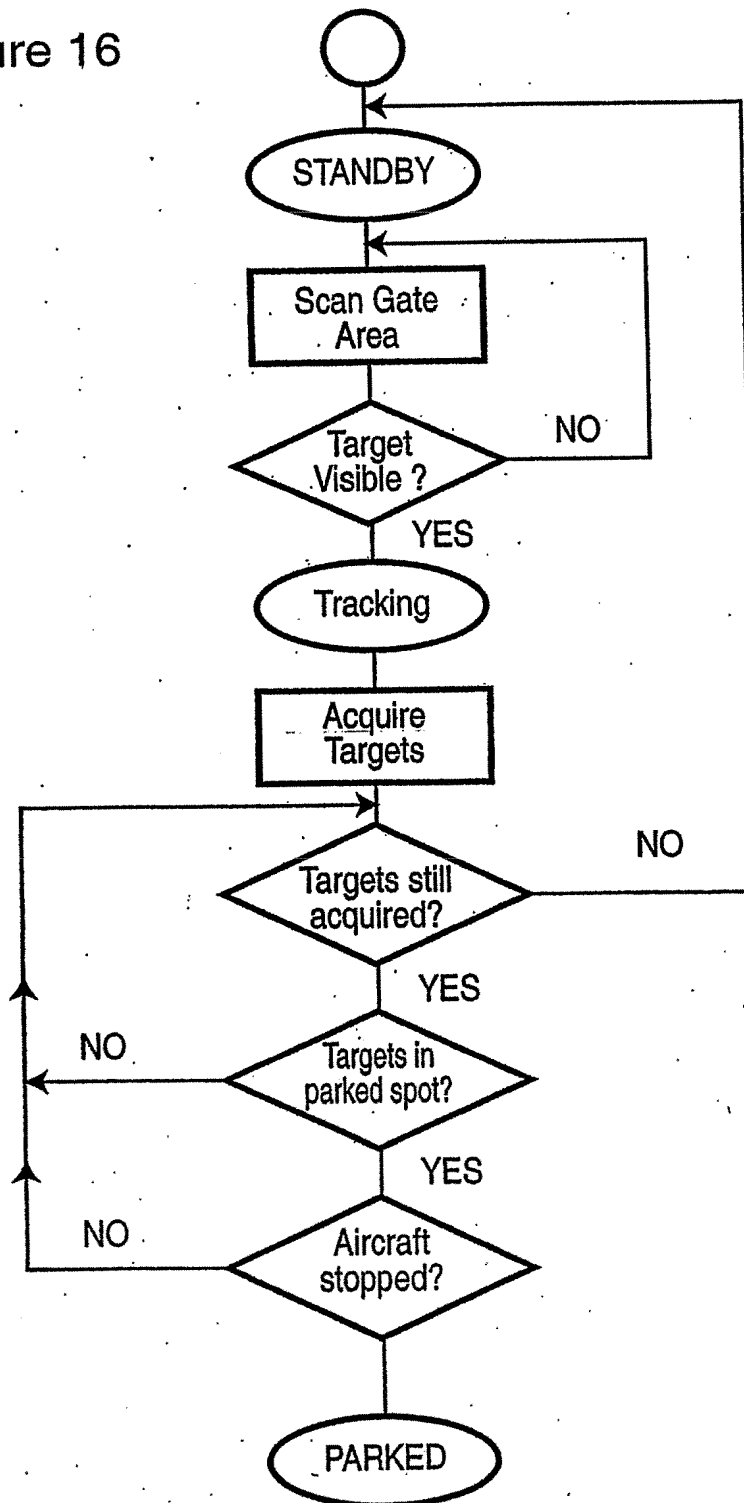 ure 16
STANDBY
Scan Gate
Area
Target
Visible ?
NO
YES
Tracking
Acquire
Targets
Targets still
acquired?
NO
YES
Targets in
parked spot?
NO
YES
Aircraft
stopped?
NO
PARKED